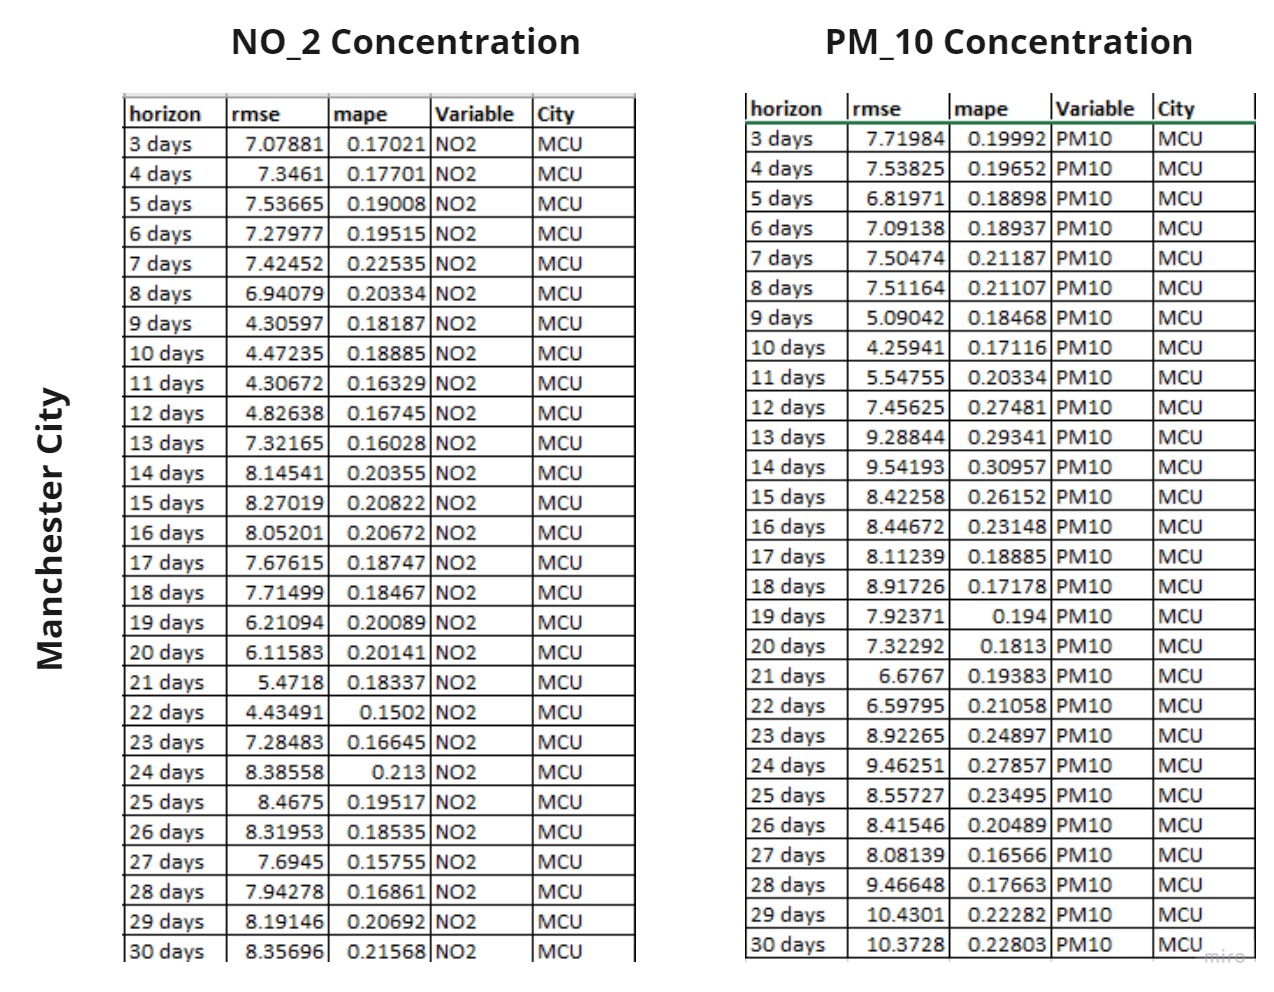 NO_2 Concentration
PM_10 Concentration
Manchester City
horizon rmse mape Variable City
3 days 7.07881 0.17021 NO2 MCU
4 days 7.3461 0.17701 NO2 MCU
5 days 7.53665 0.19008 NO2 MCU
6 days 7.27977 0.19515 NO2 MCU
7 days 7.42452 0.22535 NO2 MCU
8 days 6.94079 0.20334 NO2 MCU
9 days 4.30597 0.18187 NO2 MCU
10 days 4.47235 0.18885 NO2 MCU
11 days 4.30672 0.16329 NO2 MCU
12 days 4.82638 0.16745 NO2 MCU
13 days 7.32165 0.16028 NO2 MCU
14 days 8.14541 0.20355 NO2 MCU
15 days 8.27019 0.20822 NO2 MCU
16 days 8.05201 0.20672 NO2 MCU
17 days 7.67615 0.18747 NO2 MCU
18 days 7.71499 0.18467 NO2 MCU
19 days 6.21094 0.20089 NO2 MCU
20 days 6.11583 0.20141 NO2 MCU
21 days 5.4718 0.18337 NO2 MCU
22 days 4.43491 0.1502 NO2 MCU
23 days 7.28483 0.16645 NO2 MCU
24 days 8.38558 0.213 NO2 MCU
25 days 8.4675 0.19517 NO2 MCU
26 days 8.31953 0.18535 NO2 MCU
27 days 7.6945 0.15755 NO2 MCU
28 days 7.94278 0.16861 NO2 MCU
29 days 8.19146 0.20692 NO2 MCU
30 days 8.35696 0.21568 NO2 MCU
horizon rmse mape Variable City
3 days 7.71984 0.19992 PM10 MCU
4 days 7.53825 0.19652 PM10 MCU
5 days 6.81971 0.18898 PM10 MCU
6 days 7.09138 0.18937 PM10 MCU
7 days 7.50474 0.21187 PM10 MCU
8 days 7.51164 0.21107 PM10 MCU
9 days 5.09042 0.18468 PM10 MCU
10 days 4.25941 0.17116 PM10 MCU
11 days 5.54755 0.20334 PM10 MCU
12 days 7.45625 0.27481 PM10 MCU
13 days 9.28844 0.29341 PM10 MCU
14 days 9.54193 0.30957 PM10 MCU
15 days 8.42258 0.26152 PM10 MCU
16 days 8.44672 0.23148 PM10 MCU
17 days 8.11239 0.18885 PM10 MCU
18 days 8.91726 0.17178 PM10 MCU
19 days 7.92371 0.194 PM10 MCU
20 days 7.32292 0.1813 PM10 MCU
21 days 6.6767 0.19383 PM10 MCU
22 days 6.59795 0.21058 PM10 MCU
23 days 8.92265 0.24897 PM10 MCU
24 days 9.46251 0.27857 PM10 MCU
25 days 8.55727 0.23495 PM10 MCU
26 days 8.41546 0.20489 PM10 MCU
27 days 8.08139 0.16566 PM10 MCU
28 days 9.46648 0.17663 PM10 MCU
29 days 10.4301 0.22282 PM10 MCU
30 days 10.3728 0.22803 PM10 MCU
miro